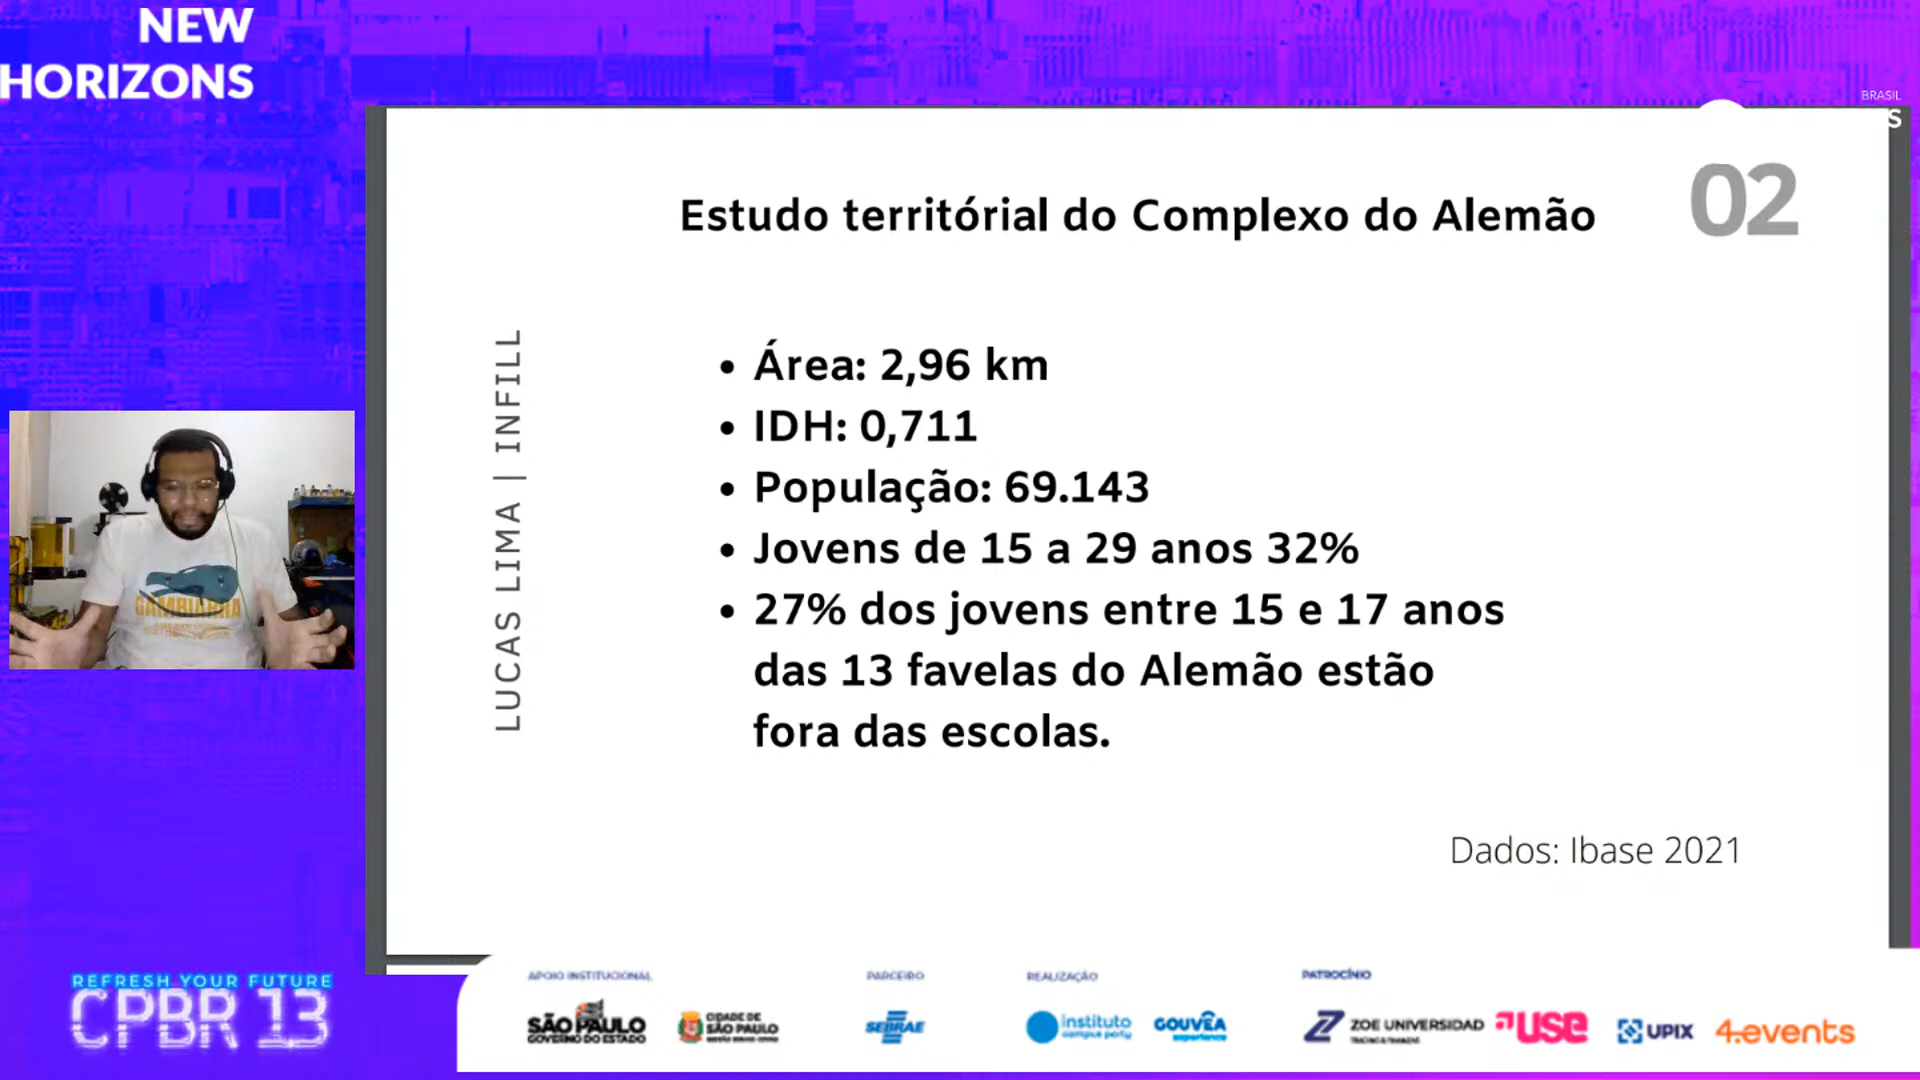 NEW
HORIZONS
BRASIL
S
02
Estudo territórial do Complexo do Alemão
LUCAS LIMA | INFILL
• Área: 2,96 km
• IDH: 0,711
• População: 69.143
• Jovens de 15 a 29 anos 32%
• 27% dos jovens entre 15 e 17 anos
das 13 favelas do Alemão estão
fora das escolas.
Dados: Ibase 2021
GAMBIARRA
REFRESH YOUR FUTURE
CPBR 13
APOIO INSTITUCIONAL
SÃO PAULO
GOVERNO DO ESTADO
CIDADE DE
SÃO PAULO
PARCEIRO
SEBRAE
REALIZAÇÃO
instituto
campus party
GOUVÊA
experience
PATROCÍNIO
ZOE UNIVERSIDAD
USE
UPIX
4.events